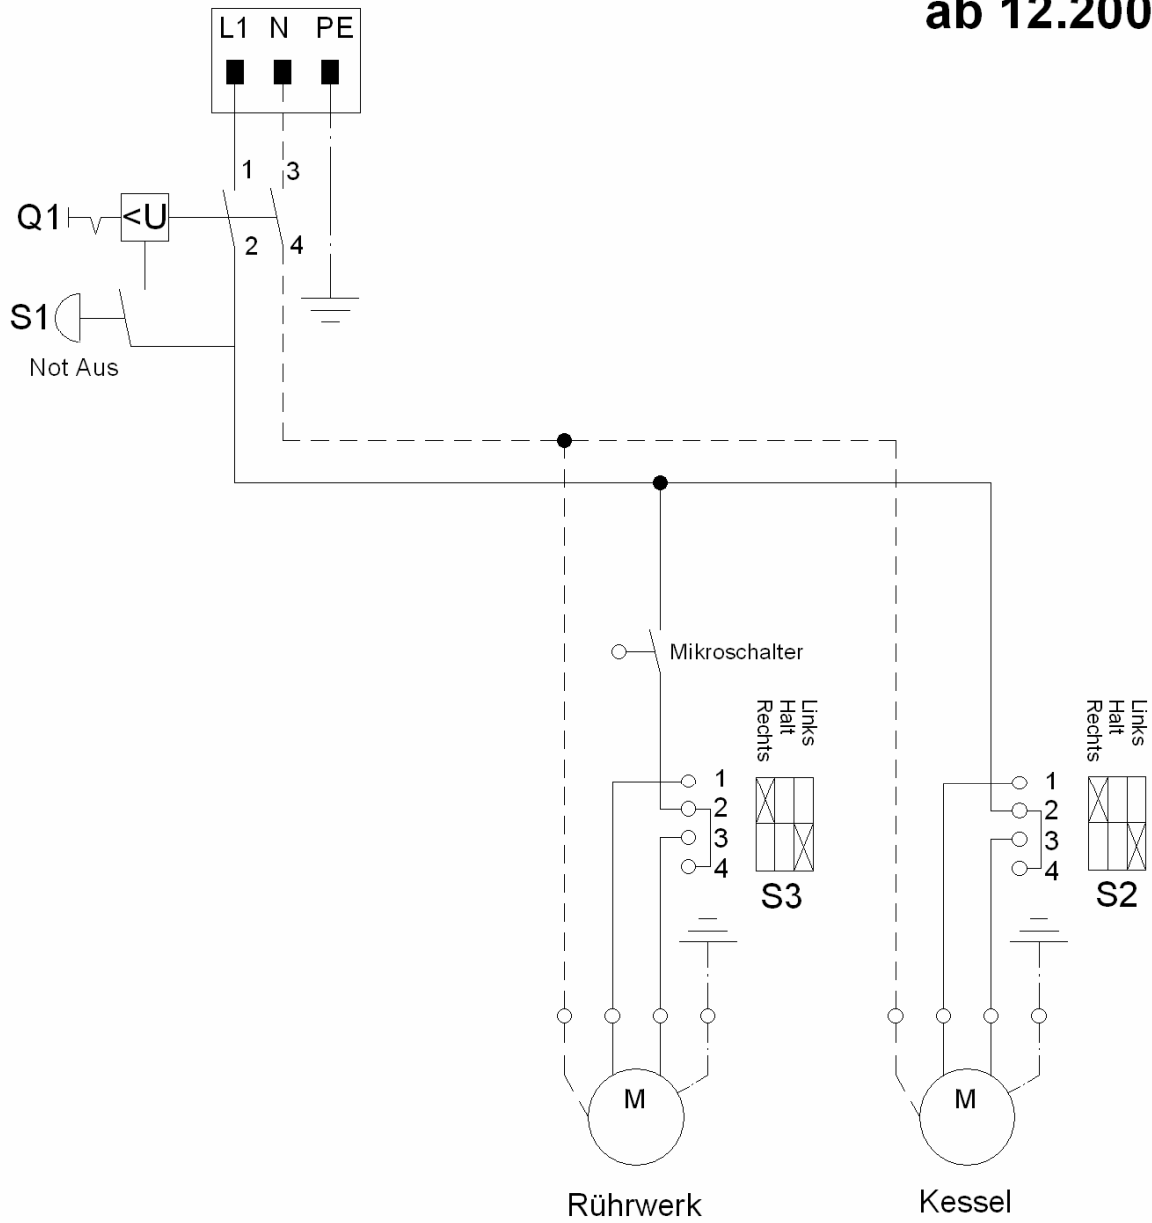 ab 12.200
L1 N PE
1 3
Q1 <U
2 4
S1
Not Aus
Mikroschalter
Rechts
Halt
Links
Rechts
Halt
Links
1
2
3
4
S3
1
2
3
4
S2
M
M
Rührwerk
Kessel